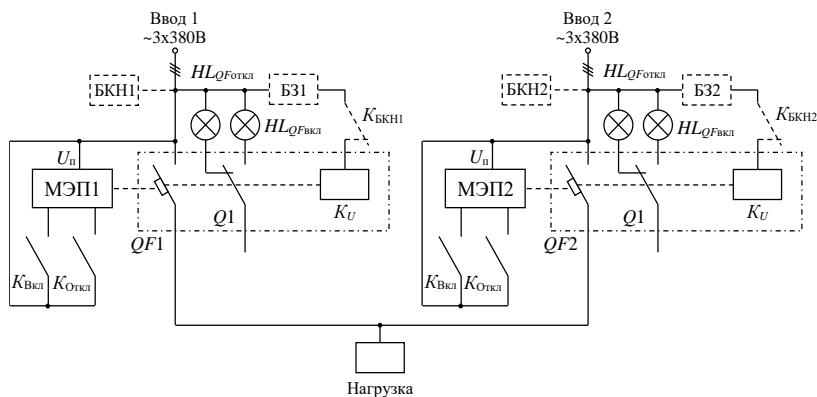 Ввод 1
~3x380В
HLQFоткл
БКН1
БЗ1
KБКН1
HLQFвкл
Uп
МЭП1
KU
Q1
QF1
KВкл
KОткл
Ввод 2
~3x380В
HLQFоткл
БКН2
БЗ2
KБКН2
HLQFвкл
Uп
МЭП2
KU
Q1
QF2
KВкл
KОткл
Нагрузка